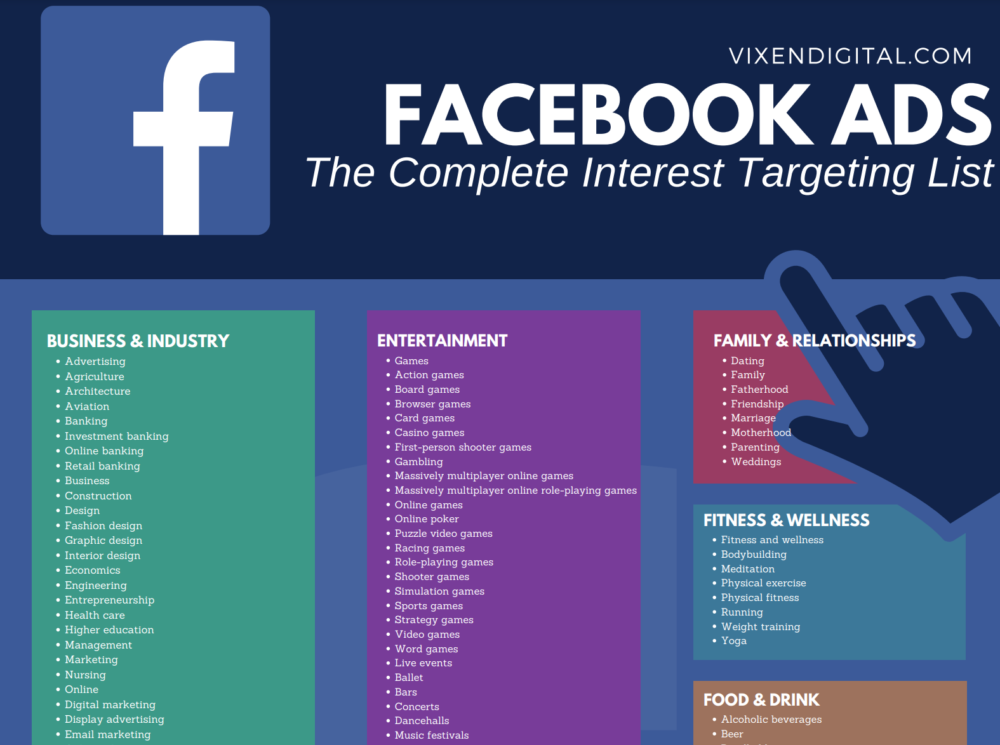 VIXENDIGITAL.COM
FACEBOOK ADS
The Complete Interest Targeting List
BUSINESS & INDUSTRY
• Advertising
• Agriculture
• Architecture
• Aviation
• Banking
• Investment banking
• Online banking
• Retail banking
• Business
• Construction
• Design
• Fashion design
• Graphic design
• Interior design
• Economics
• Engineering
• Entrepreneurship
• Health care
• Higher education
• Management
• Marketing
• Nursing
• Online
• Digital marketing
• Display advertising
• Email marketing
ENTERTAINMENT
• Games
• Action games
• Board games
• Browser games
• Card games
• Casino games
• First-person shooter games
• Gambling
• Massively multiplayer online games
• Massively multiplayer online role-playing games
• Online games
• Online poker
• Puzzle video games
• Racing games
• Role-playing games
• Shooter games
• Simulation games
• Sports games
• Strategy games
• Video games
• Word games
• Live events
• Ballet
• Bars
• Concerts
• Dancehalls
• Music festivals
FAMILY & RELATIONSHIPS
• Dating
• Family
• Fatherhood
• Friendship
• Marriage
• Motherhood
• Parenting
• Weddings
FITNESS & WELLNESS
• Fitness and wellness
• Bodybuilding
• Meditation
• Physical exercise
• Physical fitness
• Running
• Weight training
• Yoga
FOOD & DRINK
• Alcoholic beverages
• Beer